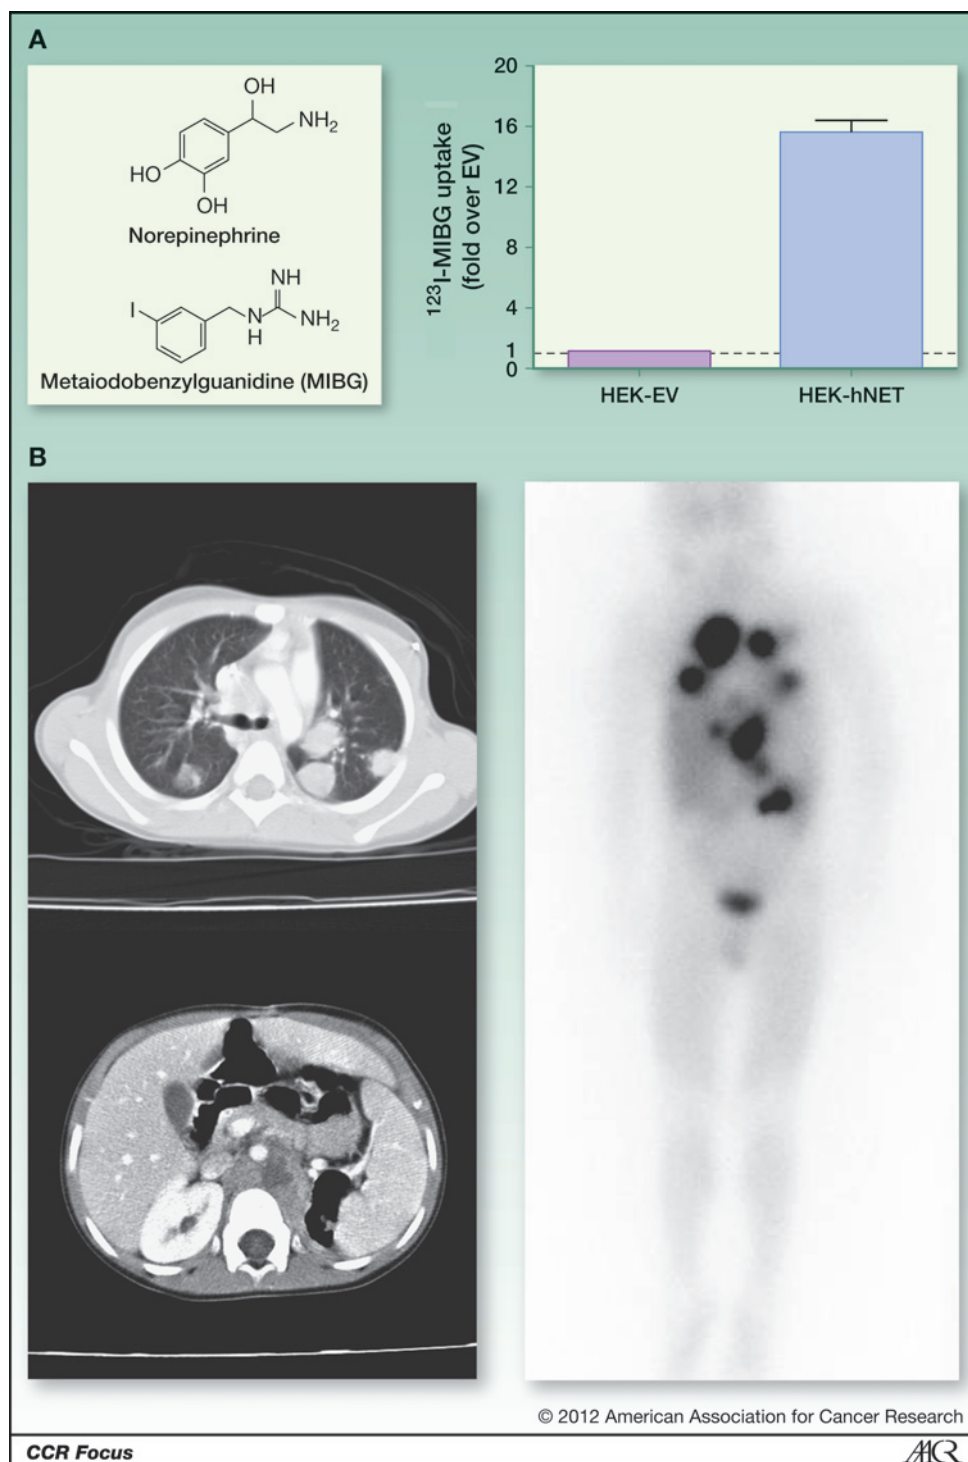 A
OH
NH2
HO
OH
Norepinephrine
NH
I
N
H
NH2
Metaiodobenzylguanidine (MIBG)
123I-MIBG uptake
(fold over EV)
20
16
12
8
4
1
0
HEK-EV
HEK-hNET
B
© 2012 American Association for Cancer Research
CCR Focus
AACR